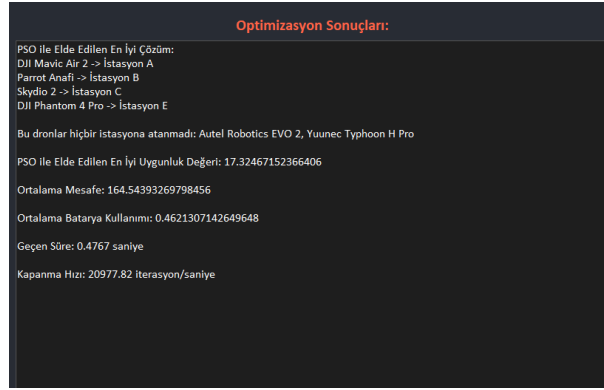 Optimizasyon Sonuçları:
PSO ile Elde Edilen En İyi Çözüm:
DJI Mavic Air 2 -> İstasyon A
Parrot Anafi -> İstasyon B
Skydio 2 -> İstasyon C
DJI Phantom 4 Pro -> İstasyon E
Bu dronlar hiçbir istasyona atanmadı: Autel Robotics EVO 2, Yuunec Typhoon H Pro
PSO ile Elde Edilen En İyi Uygunluk Değeri: 17.32467152366406
Ortalama Mesafe: 164.54393269798456
Ortalama Batarya Kullanımı: 0.4621307142649648
Geçen Süre: 0.4767 saniye
Kapanma Hızı: 20977.82 iterasyon/saniye